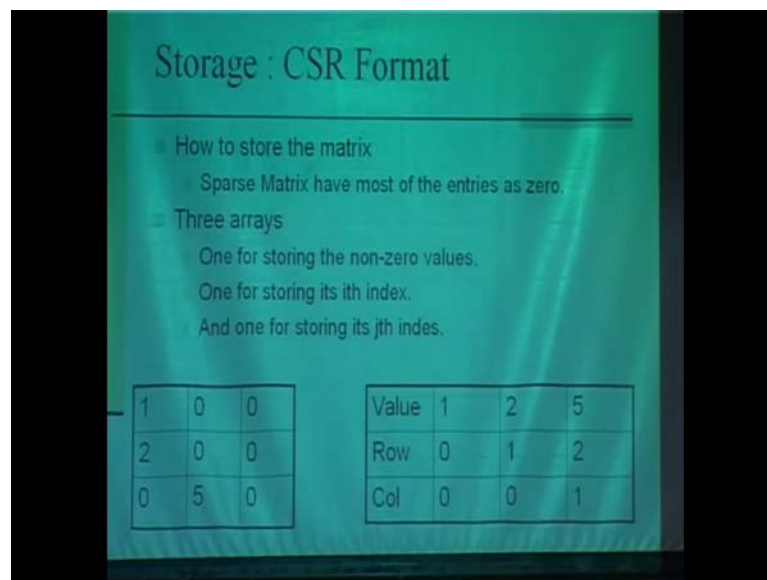 Storage : CSR Format
How to store the matrix
Sparse Matrix have most of the entries as zero.
Three arrays
One for storing the non-zero values.
One for storing its ith index.
And one for storing its jth indes.
1 0 0
2 0 0
0 5 0
Value 1 2 5
Row 0 1 2
Col 0 0 1